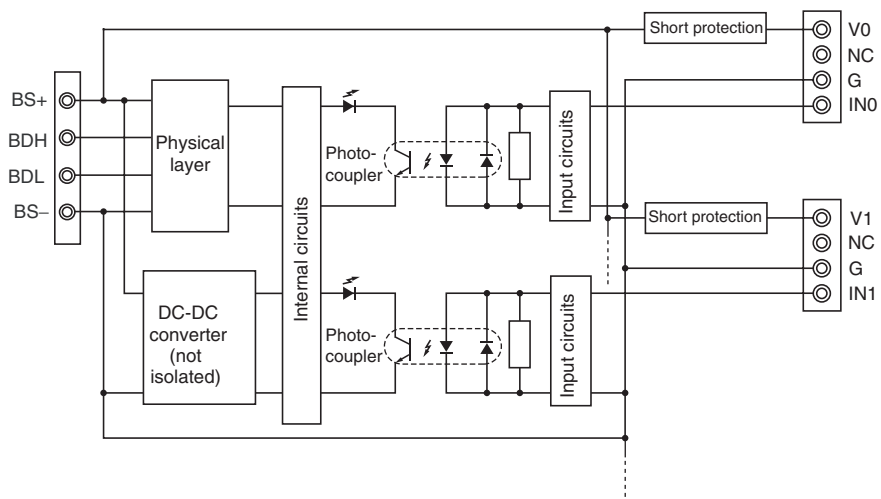 Short protection
V0
NC
G
IN0
BS+
BDH
BDL
BS–
Physical
layer
Internal circuits
Photo-
coupler
Input circuits
Short protection
V1
NC
G
IN1
DC-DC
converter
(not
isolated)
Photo-
coupler
Input circuits